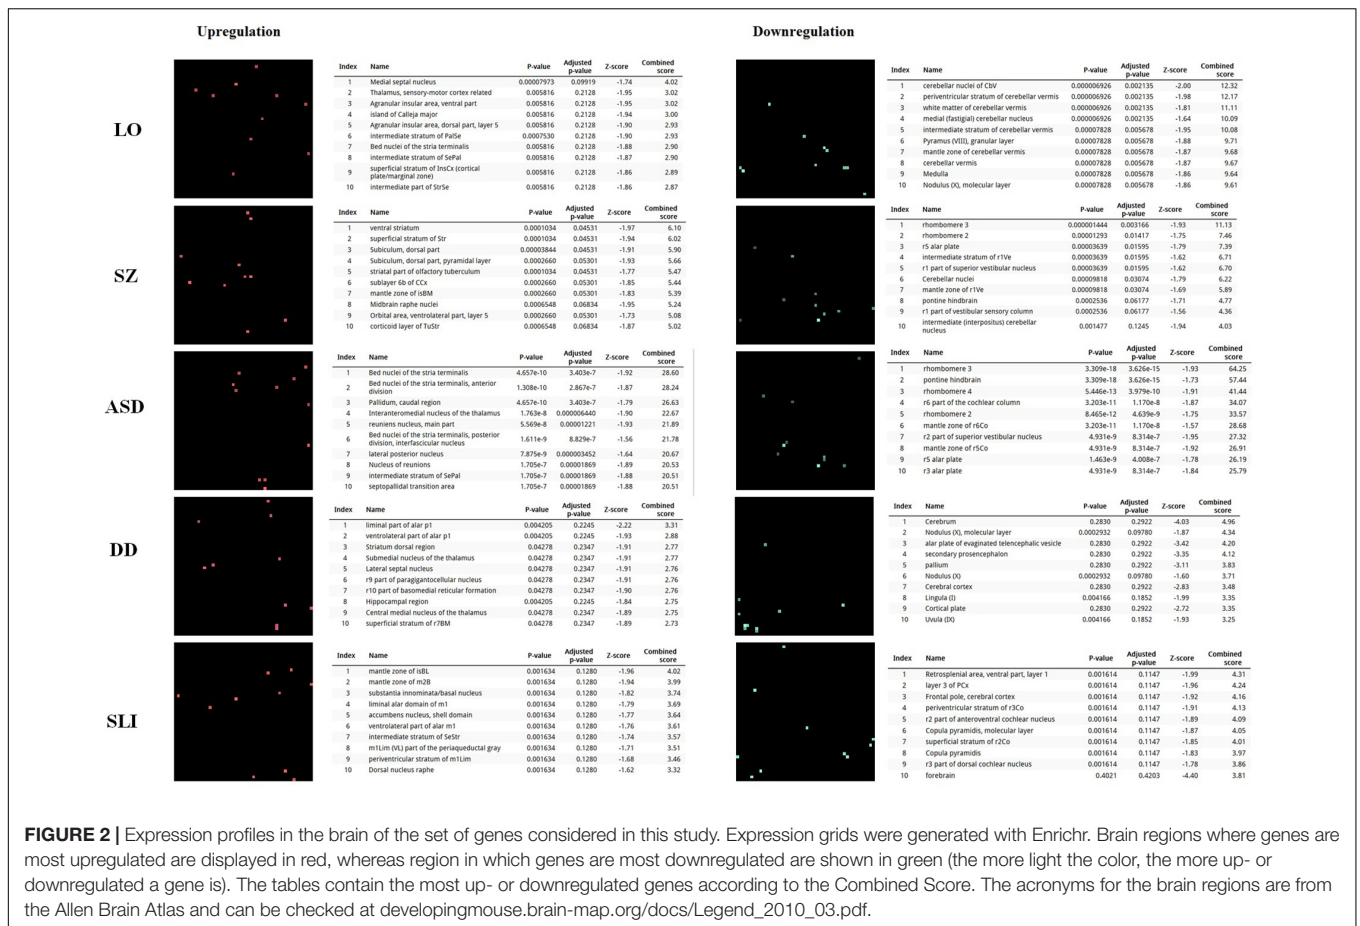 Upregulation
Downregulation
LO
Index Name P-value Adjusted p-value Z-score Combined score
1 Medial septal nucleus 0.00007973 0.09919 -1.74 4.02
2 Thalamus, sensory-motor cortex related 0.005816 0.2128 -1.95 3.02
3 Agranular insular area, ventral part 0.005816 0.2128 -1.95 3.02
4 island of Calleja major 0.005816 0.2128 -1.94 3.00
5 Agranular insular area, dorsal part, layer 5 0.005816 0.2128 -1.90 2.93
6 intermediate stratum of PalSe 0.0007530 0.2128 -1.90 2.93
7 Bed nuclei of the stria terminalis 0.005816 0.2128 -1.88 2.90
8 intermediate stratum of SePal 0.005816 0.2128 -1.87 2.90
9 superficial stratum of InsCx (cortical plate/marginal zone) 0.005816 0.2128 -1.86 2.89
10 intermediate part of StrSe 0.005816 0.2128 -1.86 2.87
Index Name P-value Adjusted p-value Z-score Combined score
1 cerebellar nuclei of CbV 0.000006926 0.002135 -2.00 12.32
2 periventricular stratum of cerebellar vermis 0.000006926 0.002135 -1.98 12.17
3 white matter of cerebellar vermis 0.000006926 0.002135 -1.81 11.11
4 medial (fastigial) cerebellar nucleus 0.000006926 0.002135 -1.64 10.09
5 intermediate stratum of cerebellar vermis 0.00007828 0.005678 -1.95 10.08
6 Pyramus (VIII), granular layer 0.00007828 0.005678 -1.88 9.71
7 mantle zone of cerebellar vermis 0.00007828 0.005678 -1.87 9.68
8 cerebellar vermis 0.00007828 0.005678 -1.87 9.67
9 Medulla 0.00007828 0.005678 -1.86 9.64
10 Nodulus (X), molecular layer 0.00007828 0.005678 -1.86 9.61
SZ
Index Name P-value Adjusted p-value Z-score Combined score
1 ventral striatum 0.0001034 0.04531 -1.97 6.10
2 superficial stratum of Str 0.0001034 0.04531 -1.94 6.02
3 Subiculum, dorsal part 0.00003844 0.04531 -1.91 5.90
4 Subiculum, dorsal part, pyramidal layer 0.0002660 0.05301 -1.93 5.66
5 striatal part of olfactory tuberculum 0.0001034 0.04531 -1.77 5.47
6 sublayer 6b of CCx 0.0002660 0.05301 -1.85 5.44
7 mantle zone of isBM 0.0002660 0.05301 -1.83 5.39
8 Midbrain raphe nuclei 0.0006548 0.06834 -1.95 5.24
9 Orbital area, ventrolateral part, layer 5 0.0002660 0.05301 -1.73 5.08
10 corticoid layer of TuStr 0.0006548 0.06834 -1.87 5.02
Index Name P-value Adjusted p-value Z-score Combined score
1 rhombomere 3 0.000001444 0.003166 -1.93 11.13
2 rhombomere 2 0.00001293 0.01417 -1.75 7.46
3 r5 alar plate 0.00003639 0.01595 -1.79 7.39
4 intermediate stratum of r1Ve 0.00003639 0.01595 -1.62 6.71
5 r1 part of superior vestibular nucleus 0.00003639 0.01595 -1.62 6.70
6 Cerebellar nuclei 0.00009818 0.03074 -1.79 6.22
7 mantle zone of r1Ve 0.00009818 0.03074 -1.69 5.89
8 pontine hindbrain 0.0002536 0.06177 -1.71 4.77
9 r1 part of vestibular sensory column 0.0002536 0.06177 -1.56 4.36
10 intermediate (interpositus) cerebellar nucleus 0.001477 0.1245 -1.94 4.03
ASD
Index Name P-value Adjusted p-value Z-score Combined score
1 Bed nuclei of the stria terminalis 4.657e-10 3.403e-7 -1.92 28.60
2 Bed nuclei of the stria terminalis, anterior division 1.308e-10 2.867e-7 -1.87 28.24
3 Pallidum, caudal region 4.657e-10 3.403e-7 -1.79 26.63
4 Interanteromedial nucleus of the thalamus 1.763e-8 0.000006440 -1.90 22.67
5 reuniens nucleus, main part 5.569e-8 0.00001221 -1.93 21.89
6 Bed nuclei of the stria terminalis, posterior division, interfascicular nucleus 1.611e-9 8.829e-7 -1.56 21.78
7 lateral posterior nucleus 7.875e-9 0.000003452 -1.64 20.67
8 Nucleus of reunions 1.705e-7 0.00001869 -1.89 20.53
9 intermediate stratum of SePal 1.705e-7 0.00001869 -1.88 20.51
10 septopallidal transition area 1.705e-7 0.00001869 -1.88 20.51
Index Name P-value Adjusted p-value Z-score Combined score
1 rhombomere 3 3.309e-18 3.626e-15 -1.93 64.25
2 pontine hindbrain 3.309e-18 3.626e-15 -1.73 57.44
3 rhombomere 4 5.446e-13 3.979e-10 -1.91 41.44
4 r6 part of the cochlear column 3.203e-11 1.170e-8 -1.87 34.07
5 rhombomere 2 8.465e-12 4.639e-9 -1.75 33.57
6 mantle zone of r6Co 3.203e-11 1.170e-8 -1.57 28.68
7 r2 part of superior vestibular nucleus 4.931e-9 8.314e-7 -1.95 27.32
8 mantle zone of r5Co 4.931e-9 8.314e-7 -1.92 26.91
9 r5 alar plate 1.463e-9 4.008e-7 -1.78 26.19
10 r3 alar plate 4.931e-9 8.314e-7 -1.84 25.79
DD
Index Name P-value Adjusted p-value Z-score Combined score
1 liminal part of alar p1 0.004205 0.2245 -2.22 3.31
2 ventrolateral part of alar p1 0.004205 0.2245 -1.93 2.88
3 Striatum dorsal region 0.04278 0.2347 -1.91 2.77
4 Submedial nucleus of the thalamus 0.04278 0.2347 -1.91 2.77
5 Lateral septal nucleus 0.04278 0.2347 -1.91 2.76
6 r9 part of paragigantocellular nucleus 0.04278 0.2347 -1.91 2.76
7 r10 part of basomedial reticular formation 0.04278 0.2347 -1.90 2.76
8 Hippocampal region 0.004205 0.2245 -1.84 2.75
9 Central medial nucleus of the thalamus 0.04278 0.2347 -1.89 2.75
10 superficial stratum of r7BM 0.04278 0.2347 -1.89 2.73
Index Name P-value Adjusted p-value Z-score Combined score
1 Cerebrum 0.2830 0.2922 -4.03 4.96
2 Nodulus (X), molecular layer 0.0002932 0.09780 -1.87 4.34
3 alar plate of evaginated telencephalic vesicle 0.2830 0.2922 -3.42 4.20
4 secondary prosencephalon 0.2830 0.2922 -3.35 4.12
5 pallium 0.2830 0.2922 -3.11 3.83
6 Nodulus (X) 0.0002932 0.09780 -1.60 3.71
7 Cerebral cortex 0.2830 0.2922 -2.83 3.48
8 Lingula (I) 0.004166 0.1852 -1.99 3.35
9 Cortical plate 0.2830 0.2922 -2.72 3.35
10 Uvula (IX) 0.004166 0.1852 -1.93 3.25
SLI
Index Name P-value Adjusted p-value Z-score Combined score
1 mantle zone of isBL 0.001634 0.1280 -1.96 4.02
2 mantle zone of m2B 0.001634 0.1280 -1.94 3.99
3 substantia innominata/basal nucleus 0.001634 0.1280 -1.82 3.74
4 liminal alar domain of m1 0.001634 0.1280 -1.79 3.69
5 accumbens nucleus, shell domain 0.001634 0.1280 -1.77 3.64
6 ventrolateral part of alar m1 0.001634 0.1280 -1.76 3.61
7 intermediate stratum of SeStr 0.001634 0.1280 -1.74 3.57
8 m1Lim (VL) part of the periaqueductal gray 0.001634 0.1280 -1.71 3.51
9 periventricular stratum of m1Lim 0.001634 0.1280 -1.68 3.46
10 Dorsal nucleus raphe 0.001634 0.1280 -1.62 3.32
Index Name P-value Adjusted p-value Z-score Combined score
1 Retrosplenial area, ventral part, layer 1 0.001614 0.1147 -1.99 4.31
2 layer 3 of PCx 0.001614 0.1147 -1.96 4.24
3 Frontal pole, cerebral cortex 0.001614 0.1147 -1.92 4.16
4 periventricular stratum of r3Co 0.001614 0.1147 -1.91 4.13
5 r2 part of anteroventral cochlear nucleus 0.001614 0.1147 -1.89 4.09
6 Copula pyramidis, molecular layer 0.001614 0.1147 -1.87 4.05
7 superficial stratum of r2Co 0.001614 0.1147 -1.85 4.01
8 Copula pyramidis 0.001614 0.1147 -1.83 3.97
9 r3 part of dorsal cochlear nucleus 0.001614 0.1147 -1.78 3.86
10 forebrain 0.4021 0.4203 -4.40 3.81
FIGURE 2 | Expression profiles in the brain of the set of genes considered in this study. Expression grids were generated with Enrichr. Brain regions where genes are
most upregulated are displayed in red, whereas region in which genes are most downregulated are shown in green (the more light the color, the more up- or
downregulated a gene is). The tables contain the most up- or downregulated genes according to the Combined Score. The acronyms for the brain regions are from
the Allen Brain Atlas and can be checked at developingmouse.brain-map.org/docs/Legend_2010_03.pdf.